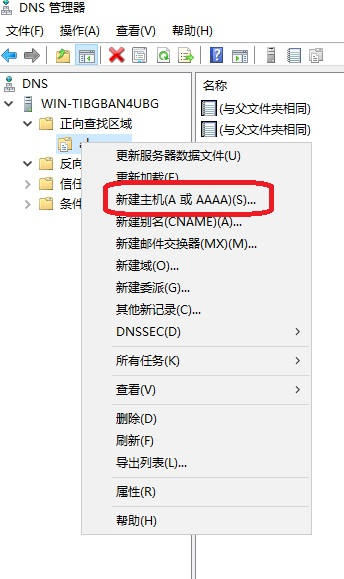 DNS 管理器
文件(F) 操作(A) 查看(V) 帮助(H)
DNS
WIN-TIBGBAN4UBG
正向查找区域
反向
信任
条件
名称
(与父文件夹相同)
(与父文件夹相同)
更新服务器数据文件(U)
重新加载(E)
新建主机(A 或 AAAA)(S)...
新建别名(CNAME)(A)...
新建邮件交换器(MX)(M)...
新建域(O)...
新建委派(G)...
其他新记录(C)...
DNSSEC(D)
所有任务(K)
查看(V)
删除(D)
刷新(F)
导出列表(L)...
属性(R)
帮助(H)